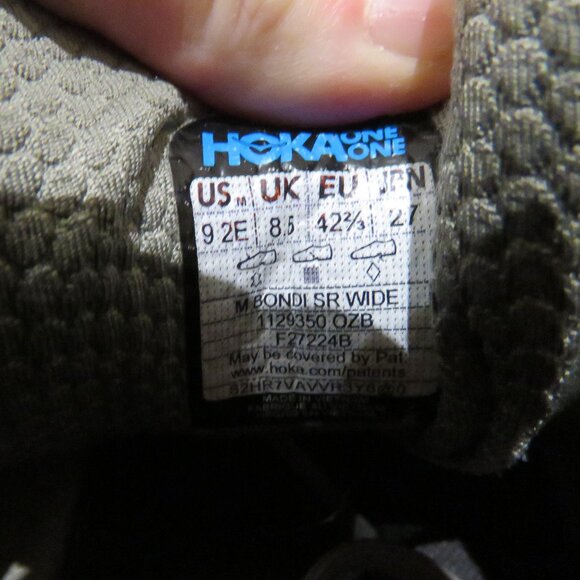 HOKA ONE ONE
US M UK EU JPN
9 2E 8.5 42⅔ 27
M BONDI SR WIDE
1129350 OZB
F27224B
May be covered by Pat.
www.hoka.com/patents
MADE IN VIETNAM